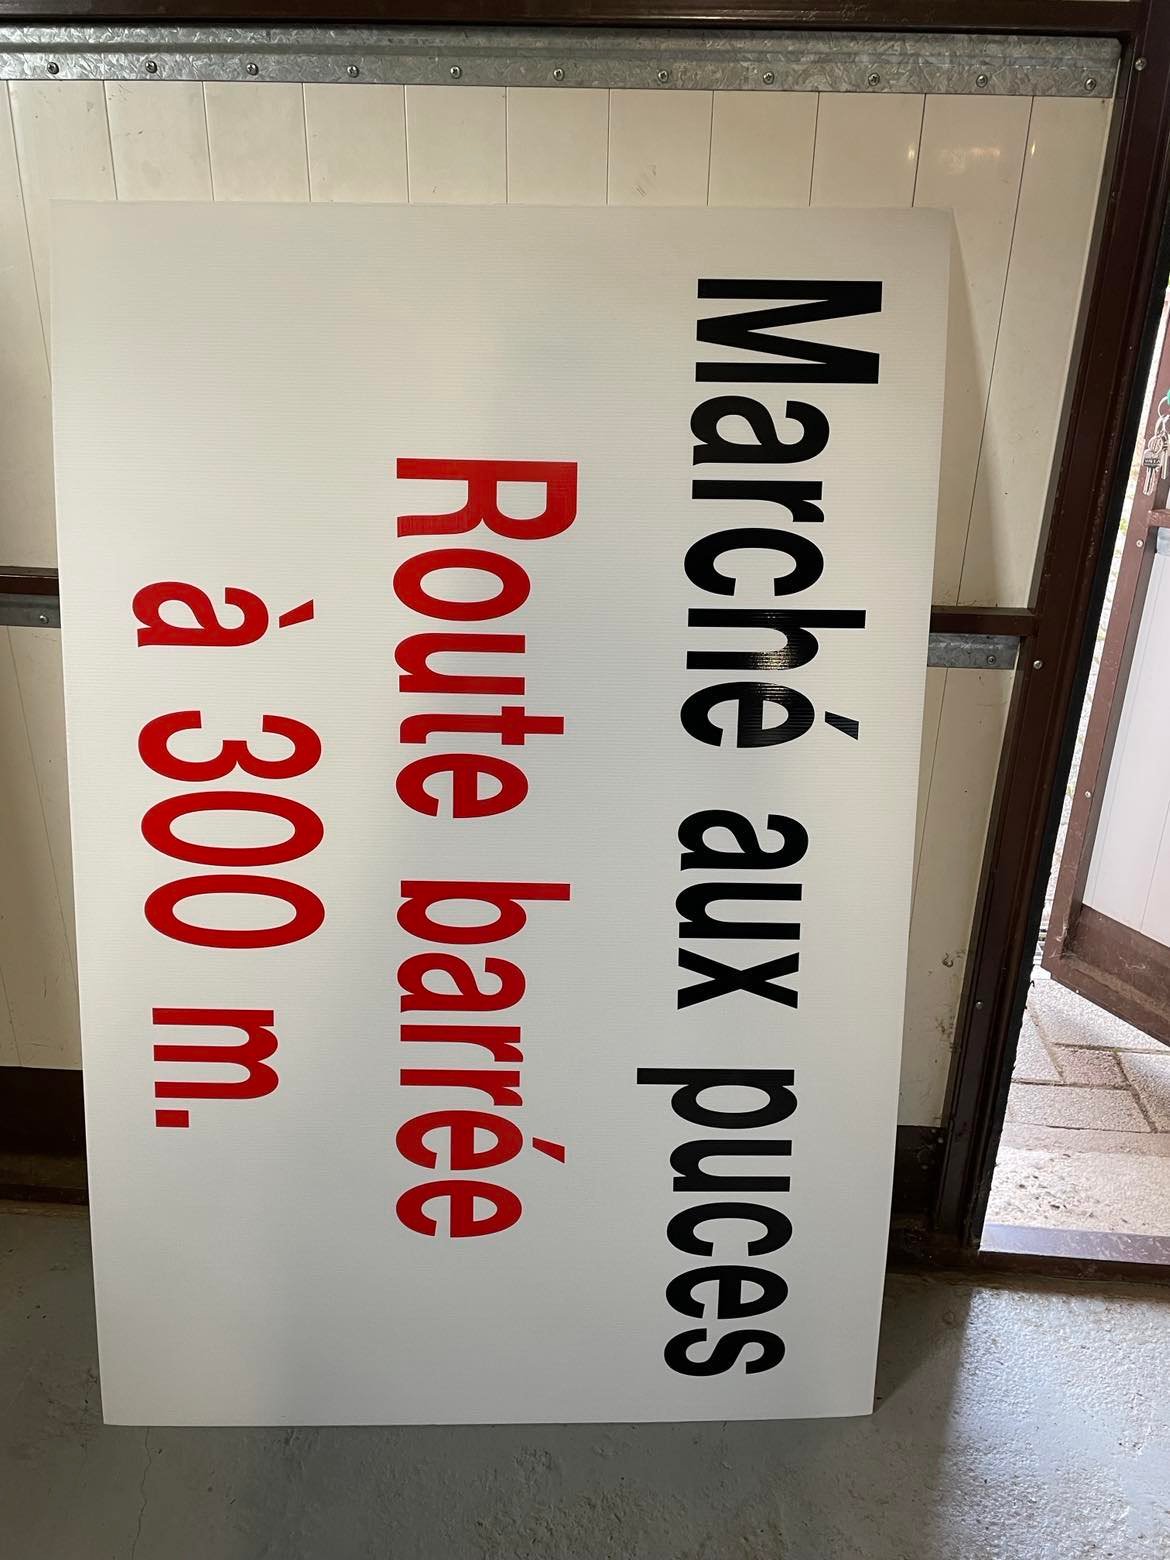 Marché aux puces
Route barrée
à 300 m.